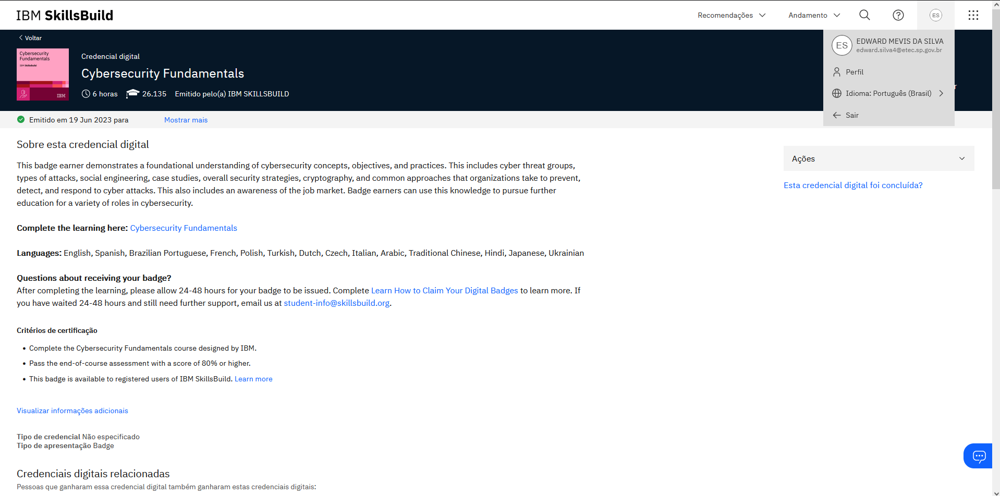 IBM SkillsBuild
Recomendações
Andamento
ES
Voltar
Cybersecurity
Fundamentals
IBM SkillsBuild
IBM
Credencial digital
Cybersecurity Fundamentals
6 horas 26.135 Emitido pelo(a) IBM SKILLSBUILD
ES
EDWARD MEVIS DA SILVA
edward.silva4@etec.sp.gov.br
Perfil
Idioma: Português (Brasil)
Sair
Emitido em 19 Jun 2023 para Mostrar mais
Sobre esta credencial digital
This badge earner demonstrates a foundational understanding of cybersecurity concepts, objectives, and practices. This includes cyber threat groups,
types of attacks, social engineering, case studies, overall security strategies, cryptography, and common approaches that organizations take to prevent,
detect, and respond to cyber attacks. This also includes an awareness of the job market. Badge earners can use this knowledge to pursue further
education for a variety of roles in cybersecurity.
Complete the learning here: Cybersecurity Fundamentals
Languages: English, Spanish, Brazilian Portuguese, French, Polish, Turkish, Dutch, Czech, Italian, Arabic, Traditional Chinese, Hindi, Japanese, Ukrainian
Questions about receiving your badge?
After completing the learning, please allow 24-48 hours for your badge to be issued. Complete Learn How to Claim Your Digital Badges to learn more. If
you have waited 24-48 hours and still need further support, email us at student-info@skillsbuild.org.
Critérios de certificação
• Complete the Cybersecurity Fundamentals course designed by IBM.
• Pass the end-of-course assessment with a score of 80% or higher.
• This badge is available to registered users of IBM SkillsBuild. Learn more
Visualizar informações adicionais
Tipo de credencial Não especificado
Tipo de apresentação Badge
Credenciais digitais relacionadas
Pessoas que ganharam essa credencial digital também ganharam estas credenciais digitais:
Ações
Esta credencial digital foi concluída?